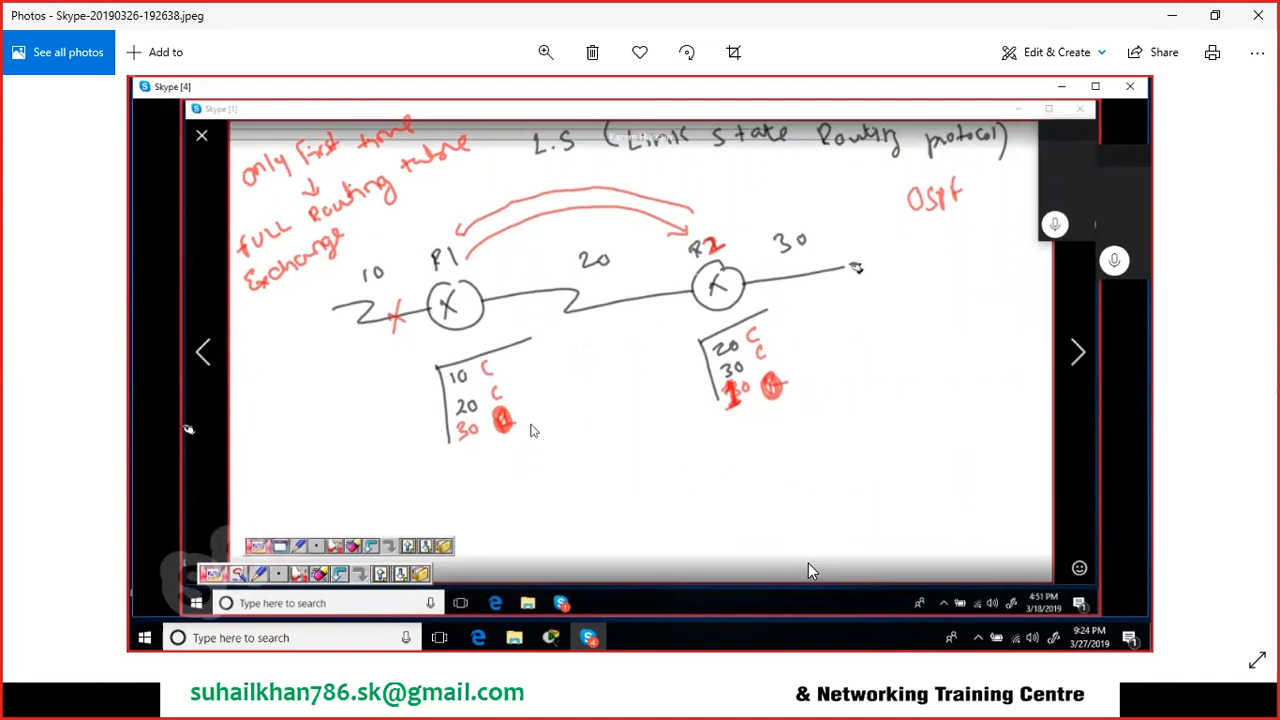 Photos - Skype-20190326-192638.jpeg
See all photos
Add to
Edit & Create
Share
Skype [4]
Skype [1]
L.S (Link state Routing protocol)
only first time
full Routing table
Exchange
OSPF
10
R1
20
R2
30
X
X
10 C
20 C
30 O
20 C
30 C
10 O
Type here to search
4:51 PM
3/18/2019
Type here to search
9:24 PM
3/27/2019
suhailkhan786.sk@gmail.com
& Networking Training Centre